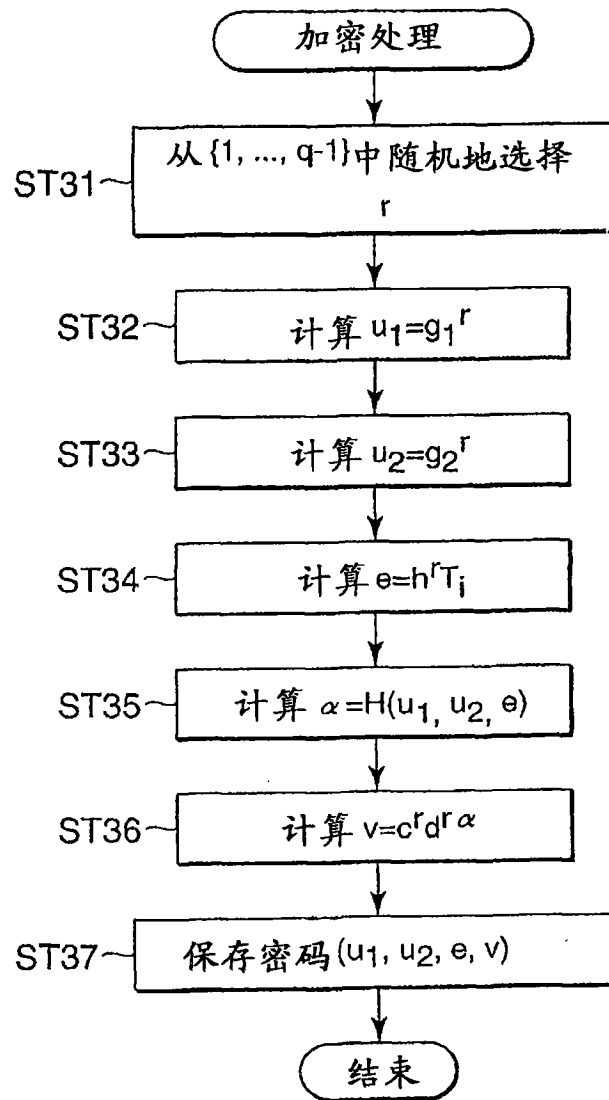 加密处理
从{1, ..., q-1}中随机地选择
ST31
r
ST32
计算 u₁=g₁ʳ
ST33
计算 u₂=g₂ʳ
ST34
计算 e=hʳTᵢ
ST35
计算 α=H(u₁, u₂, e)
ST36
计算 v=cʳdʳᵅ
ST37
保存密码(u₁, u₂, e, v)
结束